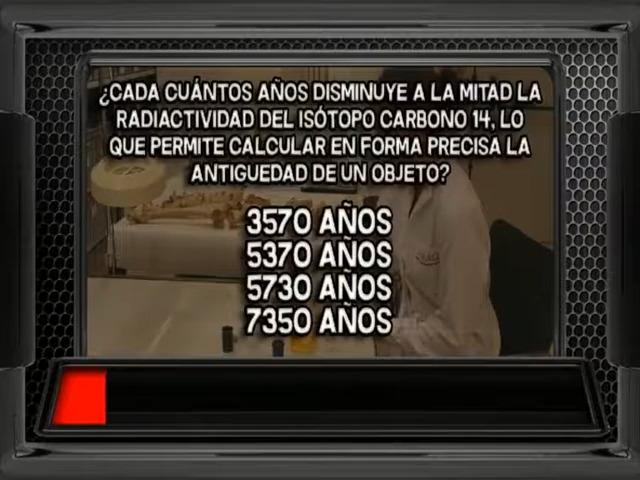 ¿CADA CUÁNTOS AÑOS DISMINUYE A LA MITAD LA
RADIACTIVIDAD DEL ISÓTOPO CARBONO 14, LO
QUE PERMITE CALCULAR EN FORMA PRECISA LA
ANTIGUEDAD DE UN OBJETO?
3570 AÑOS
5370 AÑOS
5730 AÑOS
7350 AÑOS